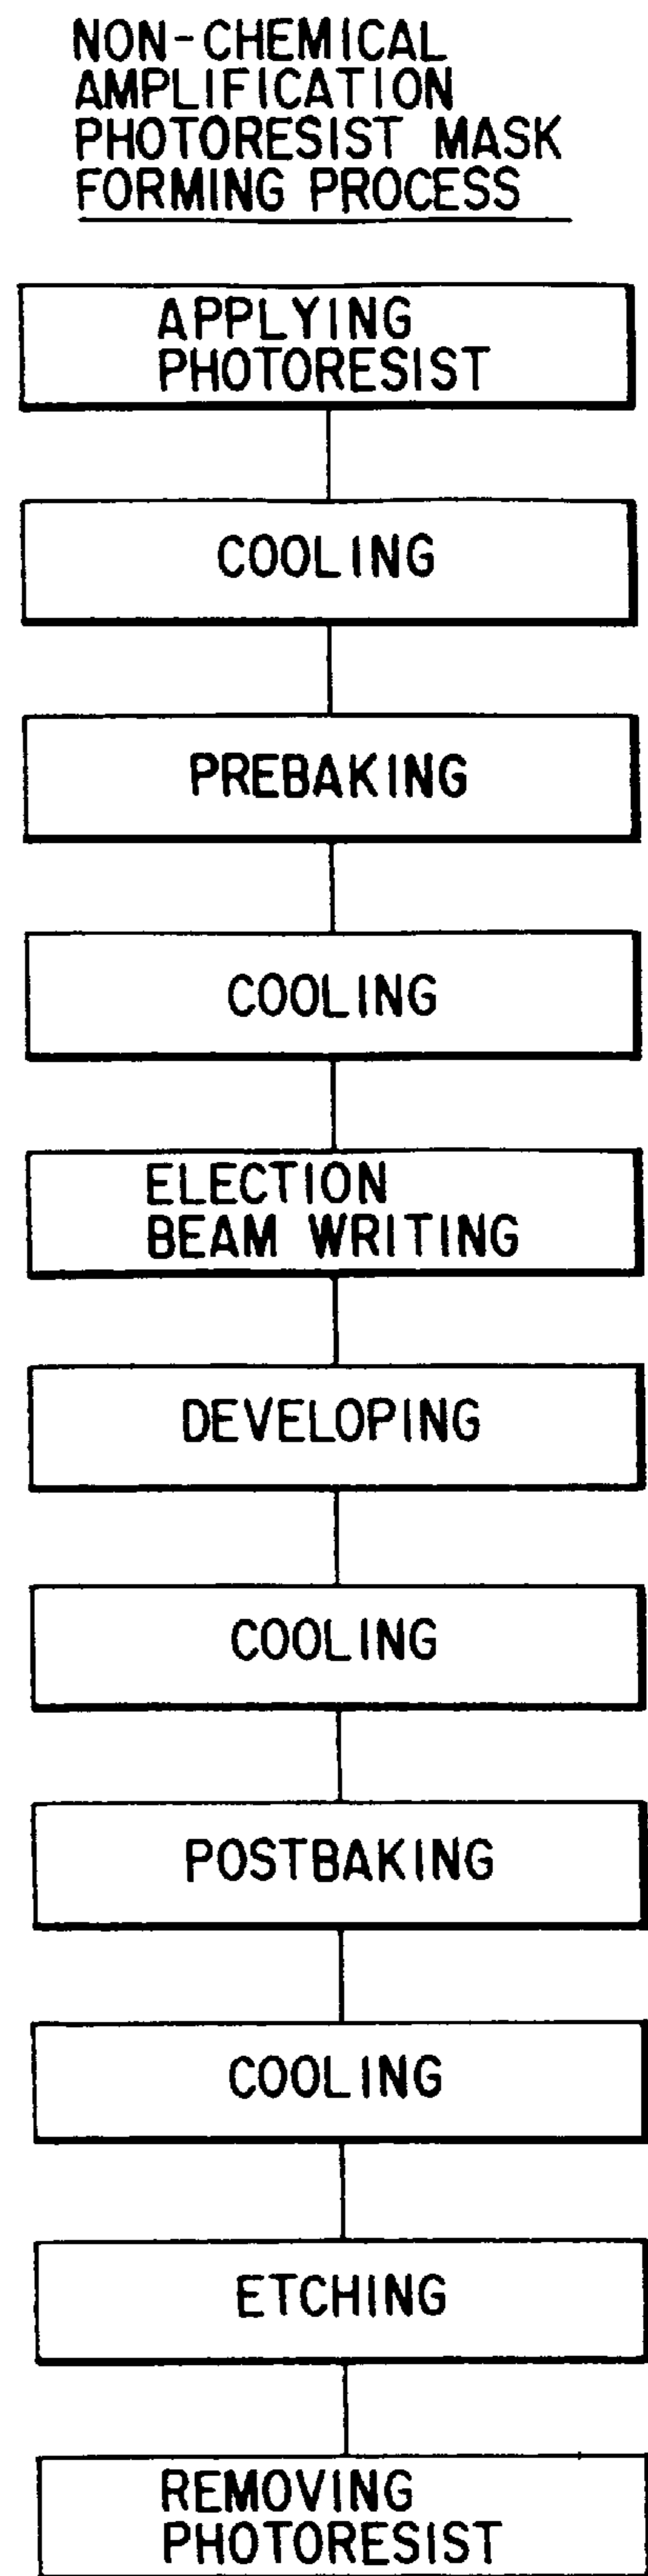 NON-CHEMICAL
AMPLIFICATION
PHOTORESIST MASK
FORMING PROCESS
APPLYING
PHOTORESIST
COOLING
PREBAKING
COOLING
ELECTION
BEAM WRITING
DEVELOPING
COOLING
POSTBAKING
COOLING
ETCHING
REMOVING
PHOTORESIST